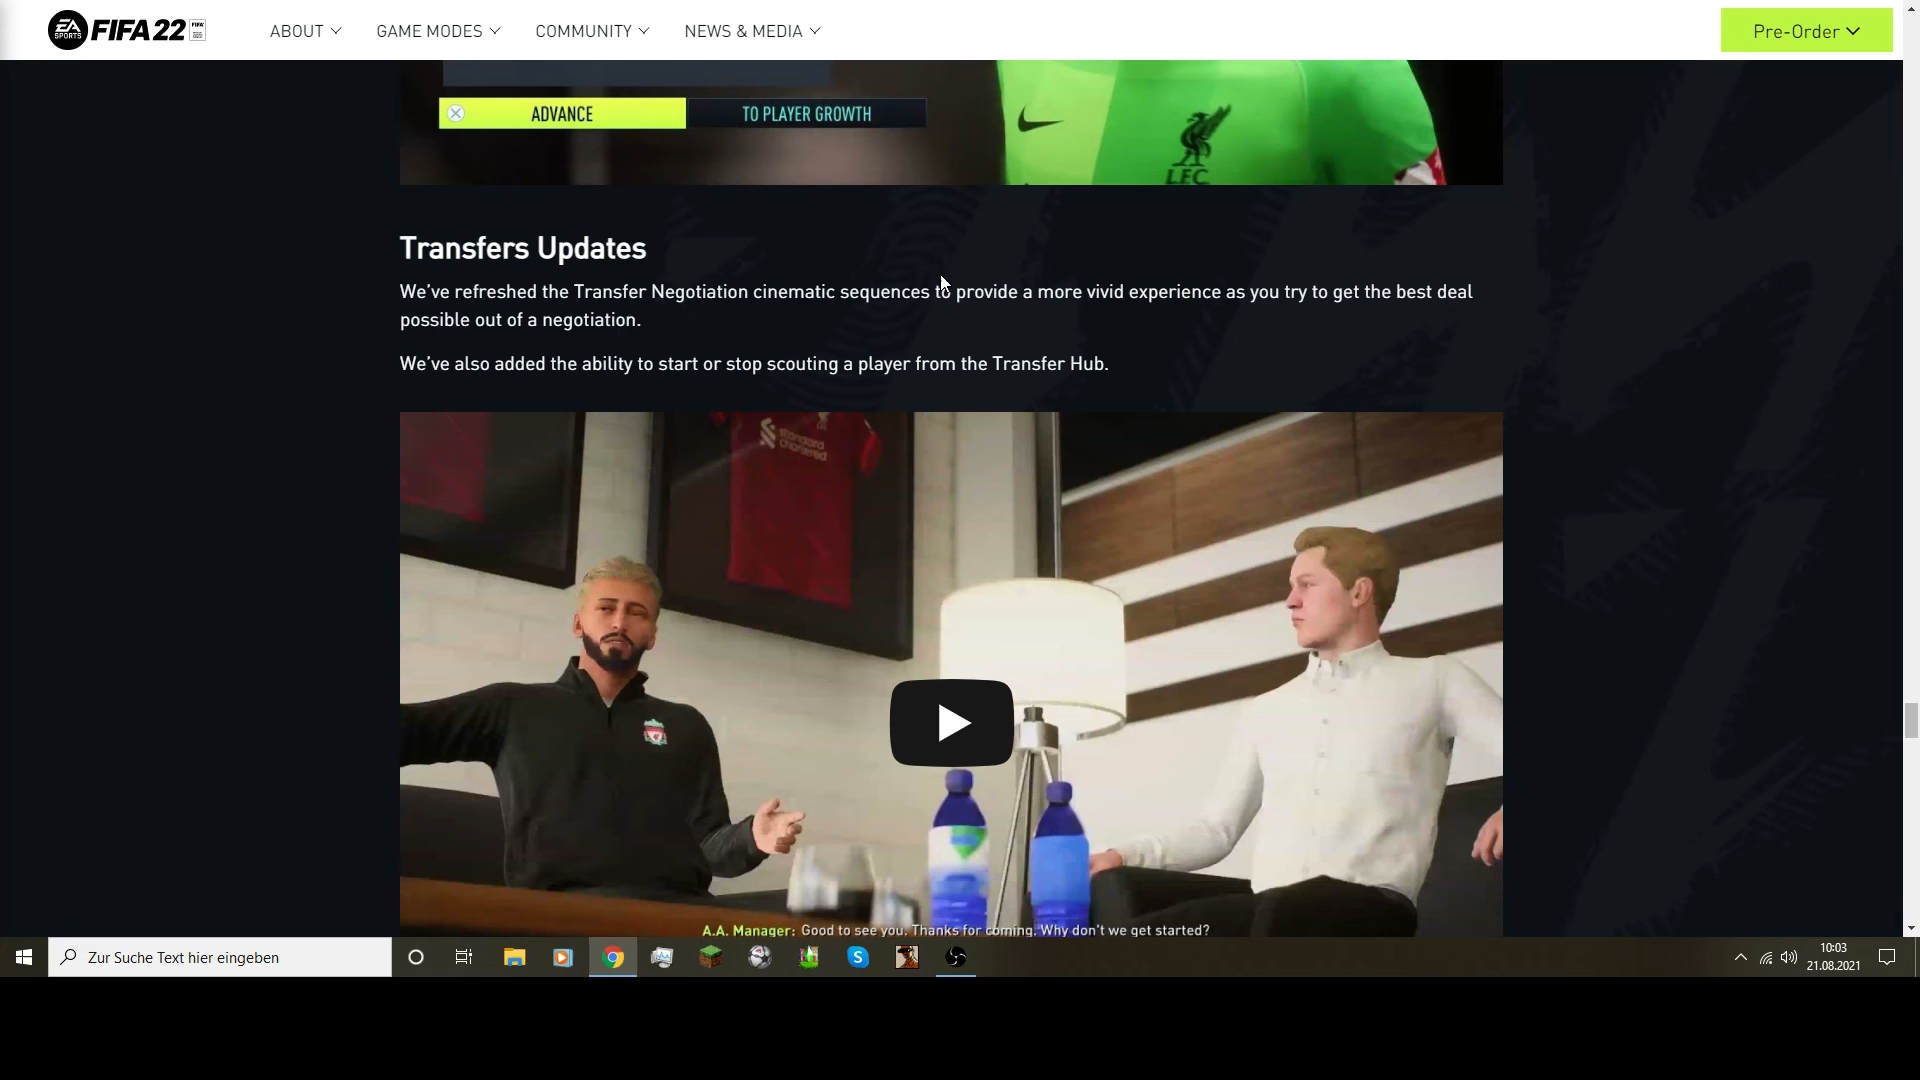 EA SPORTS FIFA 22 ABOUT GAME MODES COMMUNITY NEWS & MEDIA Pre-Order
ADVANCE TO PLAYER GROWTH
LFC
Transfers Updates
We've refreshed the Transfer Negotiation cinematic sequences to provide a more vivid experience as you try to get the best deal
possible out of a negotiation.
We've also added the ability to start or stop scouting a player from the Transfer Hub.
Standard
Chartered
A.A. Manager: Good to see you. Thanks for coming. Why don't we get started?
Zur Suche Text hier eingeben
10:03
21.08.2021